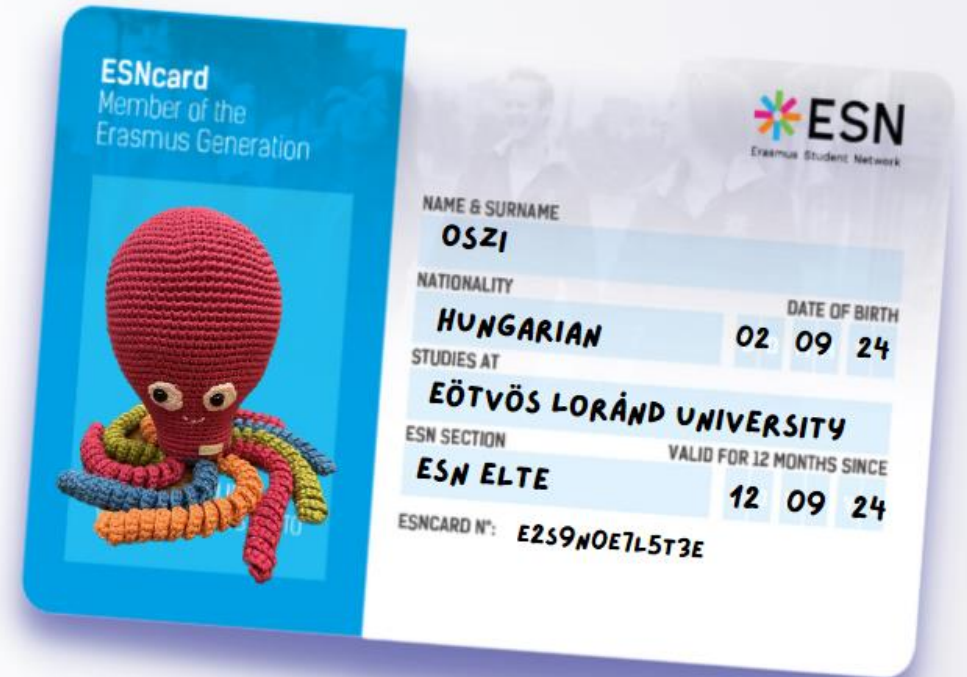 ESNcard
Member of the
Erasmus Generation
ESN
Erasmus Student Network
NAME & SURNAME
OSZI
NATIONALITY
DATE OF BIRTH
HUNGARIAN
02 09 24
STUDIES AT
EÖTVÖS LORÁND UNIVERSITY
ESN SECTION
VALID FOR 12 MONTHS SINCE
ESN ELTE
12 09 24
ESNCARD N°: E2S9NOE7L5T3E